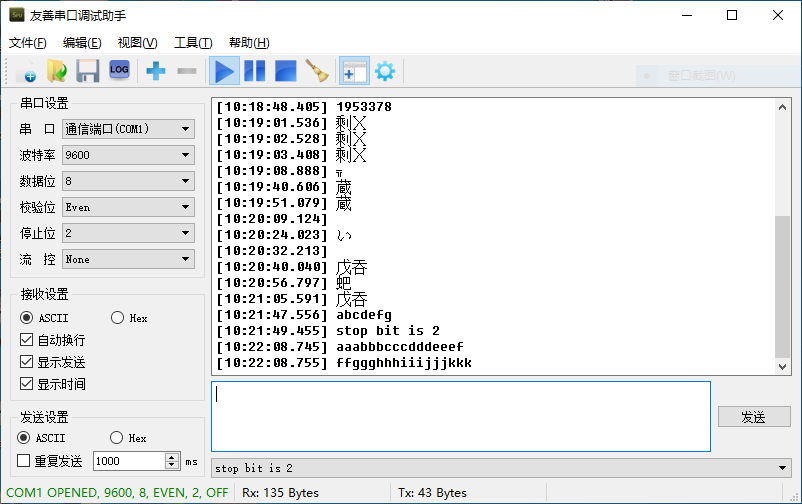 友善串口调试助手
文件(F) 编辑(E) 视图(V) 工具(T) 帮助(H)
LOG
窗口截图(W)
串口设置
串 口 通信端口(COM1)
波特率 9600
数据位 8
校验位 Even
停止位 2
流 控 None
接收设置
ASCII Hex
自动换行
显示发送
显示时间
发送设置
ASCII Hex
重复发送 1000 ms
[10:18:48.405] 1953378
[10:19:01.536] 剩乂
[10:19:02.528] 剩乂
[10:19:03.408] 剩乂
[10:19:08.888] ╦
[10:19:40.606] 蔵
[10:19:51.079] 蔵
[10:20:09.124]
[10:20:24.023] い
[10:20:32.213]
[10:20:40.040] 戊吞
[10:20:56.797] 蚆
[10:21:05.591] 戊吞
[10:21:47.556] abcdefg
[10:21:49.455] stop bit is 2
[10:22:08.745] aaabbbcccdddeeef
[10:22:08.755] ffggghhhiiijjjkkk
发送
stop bit is 2
COM1 OPENED, 9600, 8, EVEN, 2, OFF Rx: 135 Bytes Tx: 43 Bytes